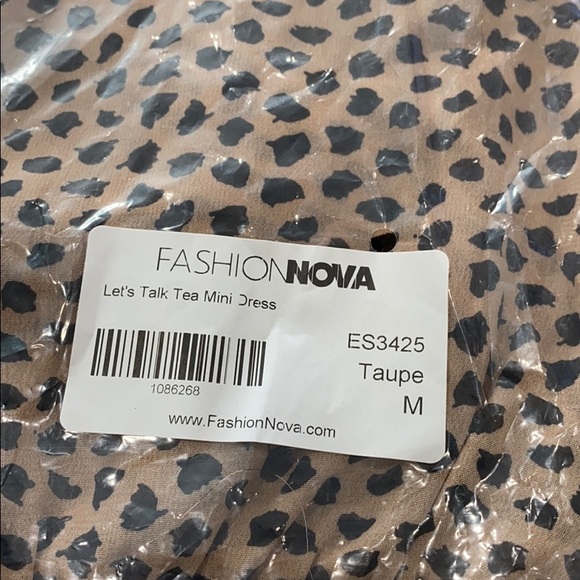 FASHIONNOVA
Let's Talk Tea Mini Dress
ES3425
Taupe
M
1086268
www.FashionNova.com